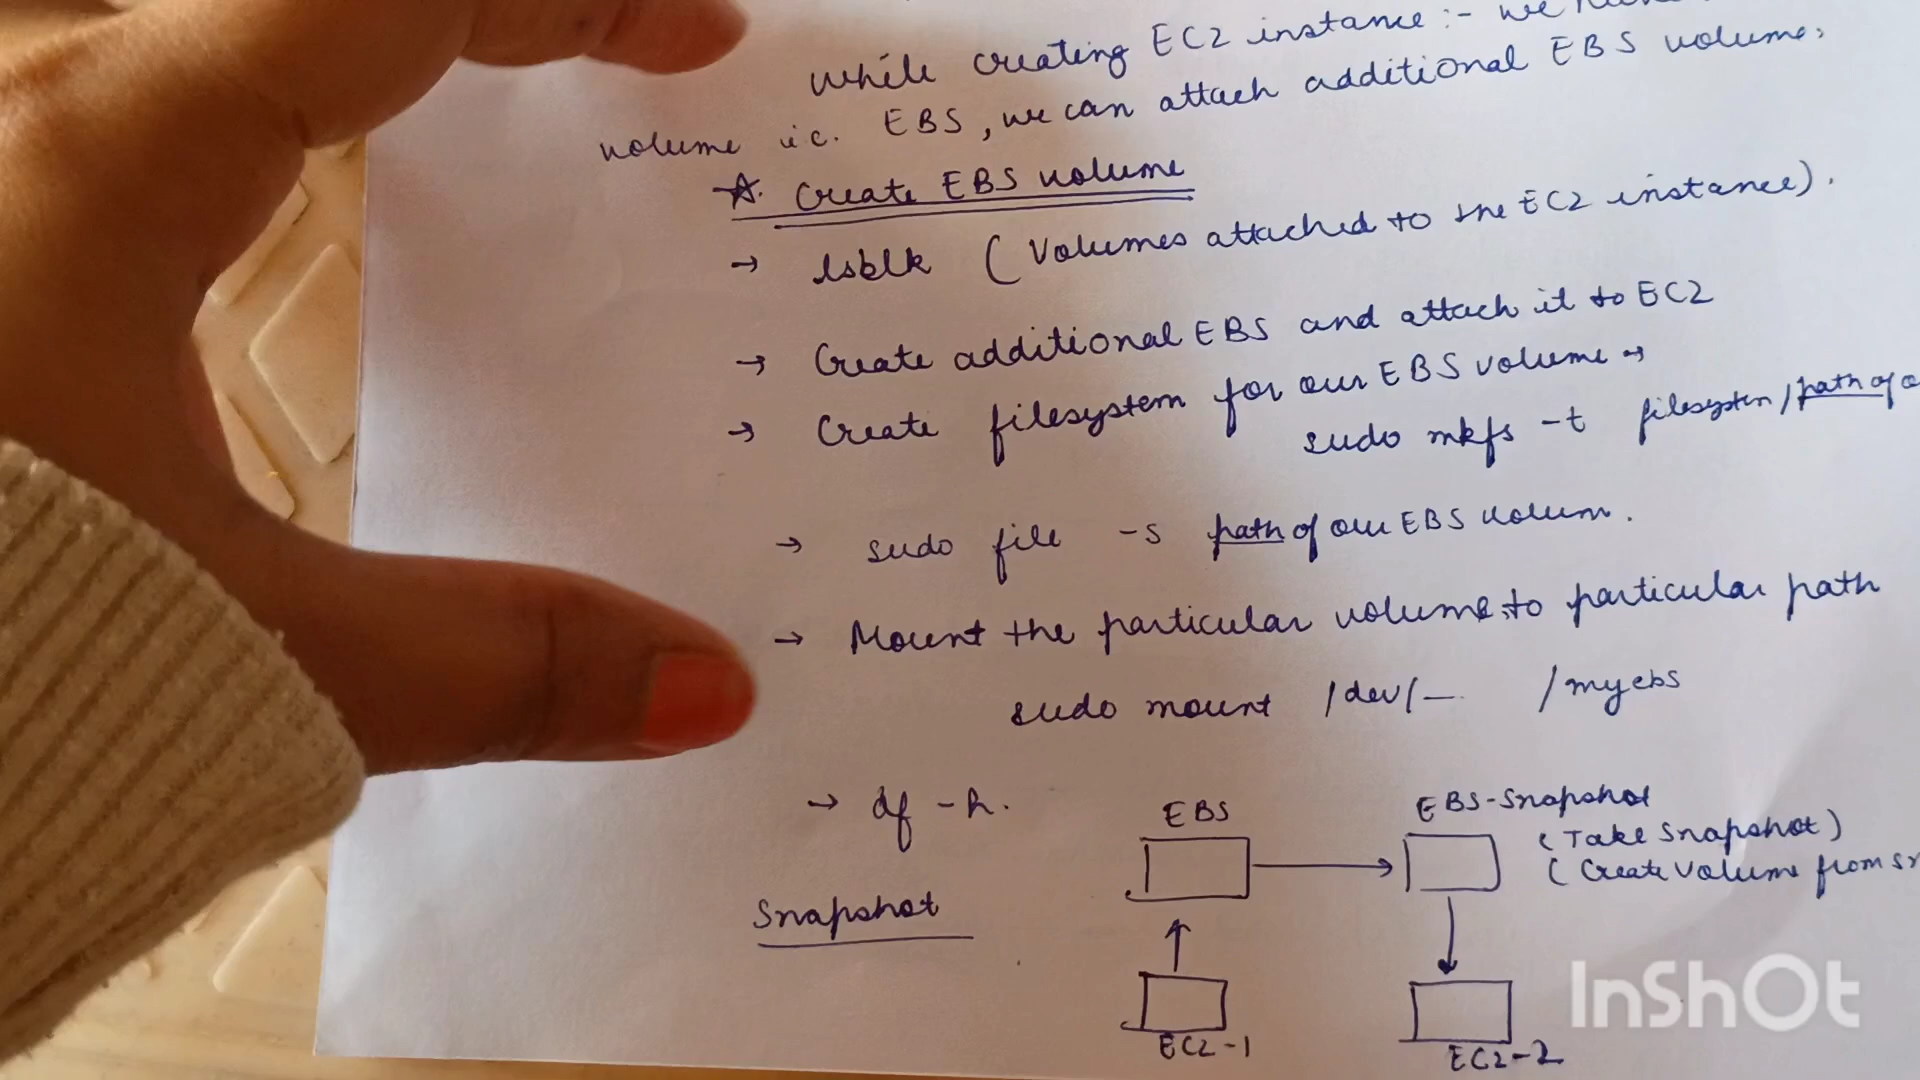 while creating EC2 instance :- we
volume i.e. EBS, we can attach additional EBS volume.
Create EBS volume
→ lsblk ( Volumes attached to the EC2 instance).
→ Create additional EBS and attach it to EC2
→ Create filesystem for our EBS volume →
sudo mkfs -t filesystem / path of
→ sudo file -s path of our EBS volum.
→ Mount the particular volume to particular path
sudo mount /dev/— /myebs
→ df -h.
EBS
EBS-Snapshot
( Take Snapshot )
( Create Volume from
Snapshot
EC2-1
EC2-2
InShOt